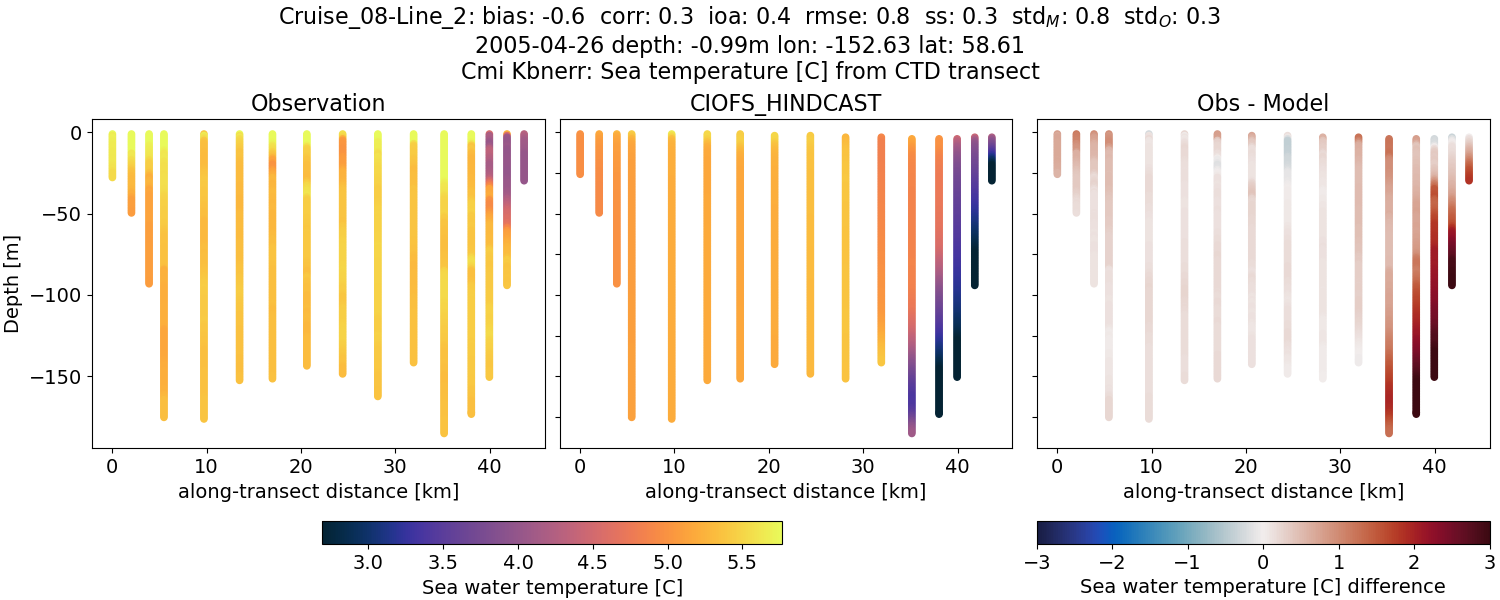 Cruise_08-Line_2: bias: -0.6  corr: 0.3  ioa: 0.4  rmse: 0.8  ss: 0.3  std_M: 0.8  std_O: 0.3
2005-04-26 depth: -0.99m lon: -152.63 lat: 58.61
Cmi Kbnerr: Sea temperature [C] from CTD transect
Observation
CIOFS_HINDCAST
Obs - Model
Depth [m]
0
−50
−100
−150
0 10 20 30 40
0 10 20 30 40
0 10 20 30 40
along-transect distance [km]
along-transect distance [km]
along-transect distance [km]
3.0 3.5 4.0 4.5 5.0 5.5
Sea water temperature [C]
−3 −2 −1 0 1 2 3
Sea water temperature [C] difference